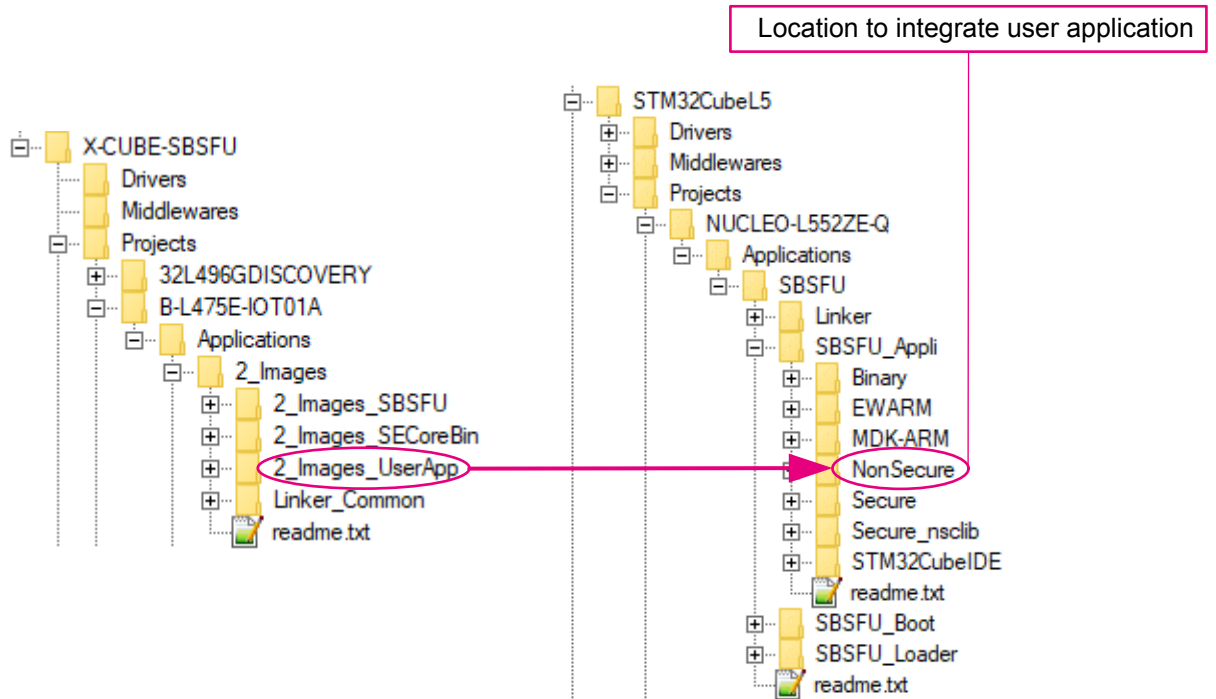 Location to integrate user application
X-CUBE-SBSFU
Drivers
Middlewares
Projects
32L496GDISCOVERY
B-L475E-IOT01A
Applications
2_Images
2_Images_SBSFU
2_Images_SECoreBin
2_Images_UserApp
Linker_Common
readme.txt
STM32CubeL5
Drivers
Middlewares
Projects
NUCLEO-L552ZE-Q
Applications
SBSFU
Linker
SBSFU_Appli
Binary
EWARM
MDK-ARM
NonSecure
Secure
Secure_nsclib
STM32CubeIDE
readme.txt
SBSFU_Boot
SBSFU_Loader
readme.txt